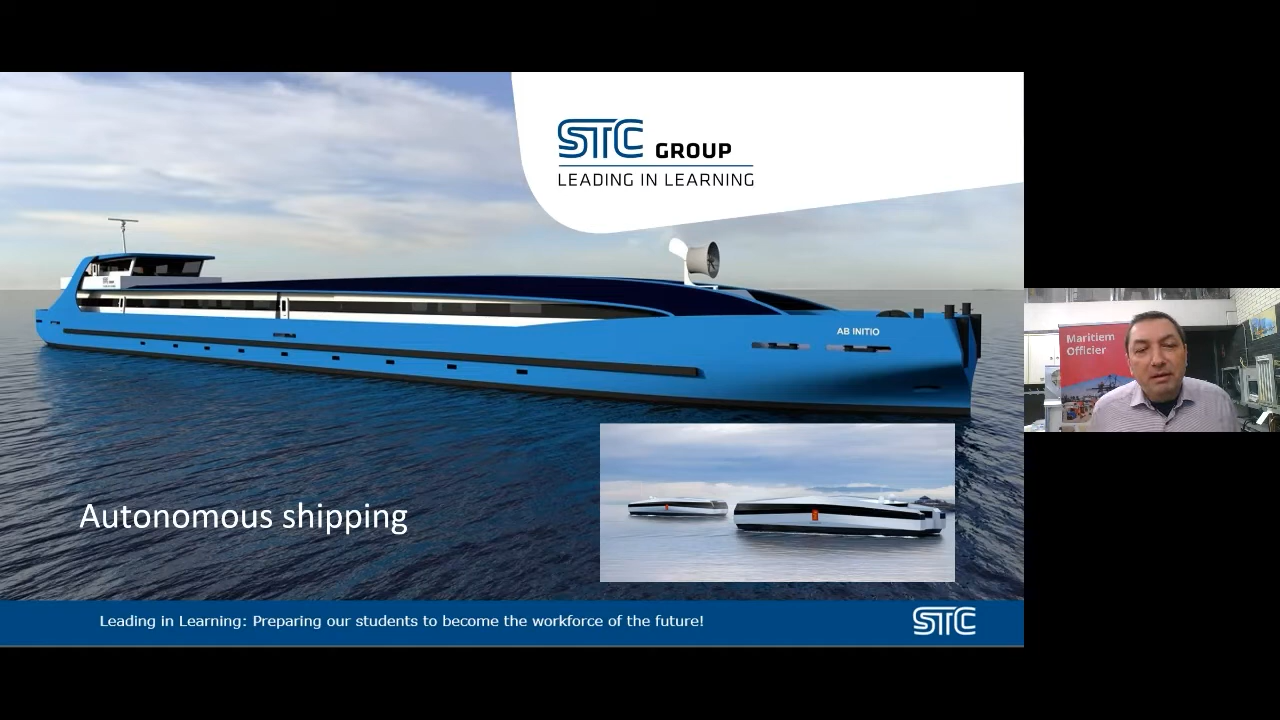 STC GROUP
LEADING IN LEARNING
AB INITIO
Maritiem
Officier
Autonomous shipping
Leading in Learning: Preparing our students to become the workforce of the future!
STC